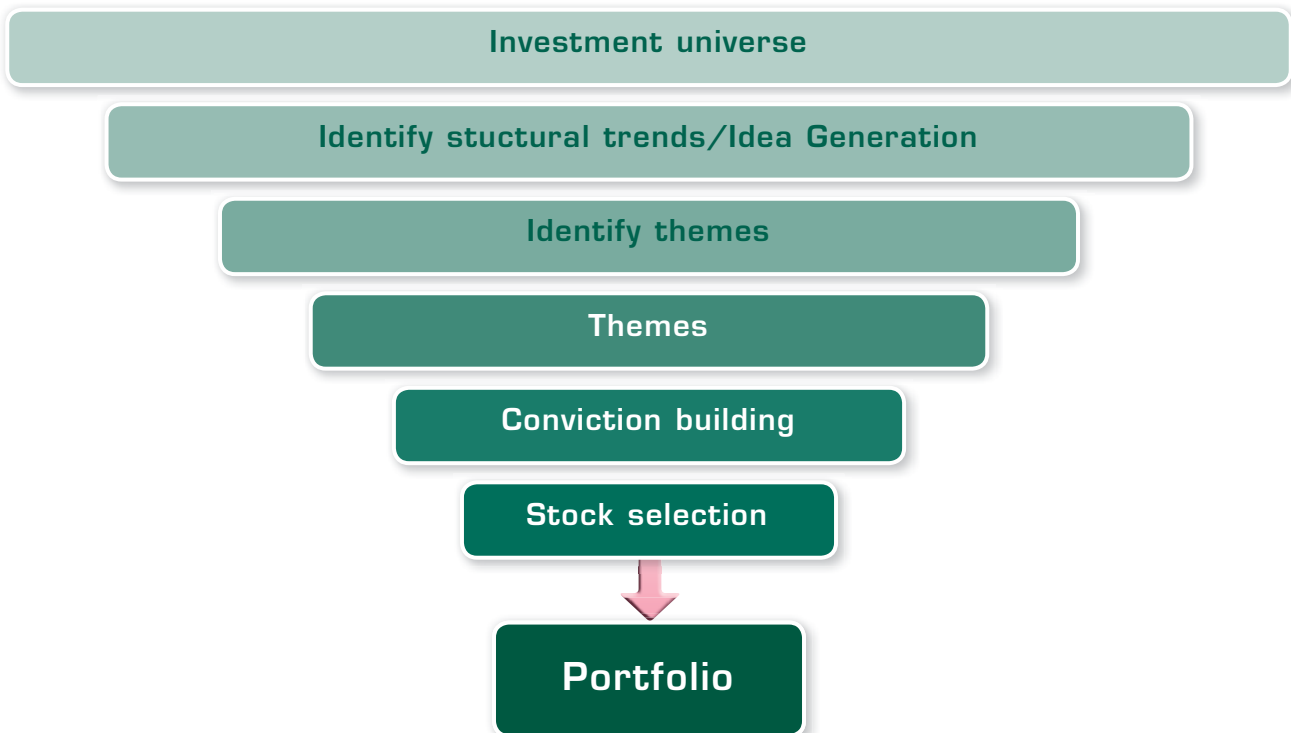 Investment universe
Identify stuctural trends/Idea Generation
Identify themes
Themes
Conviction building
Stock selection
Portfolio